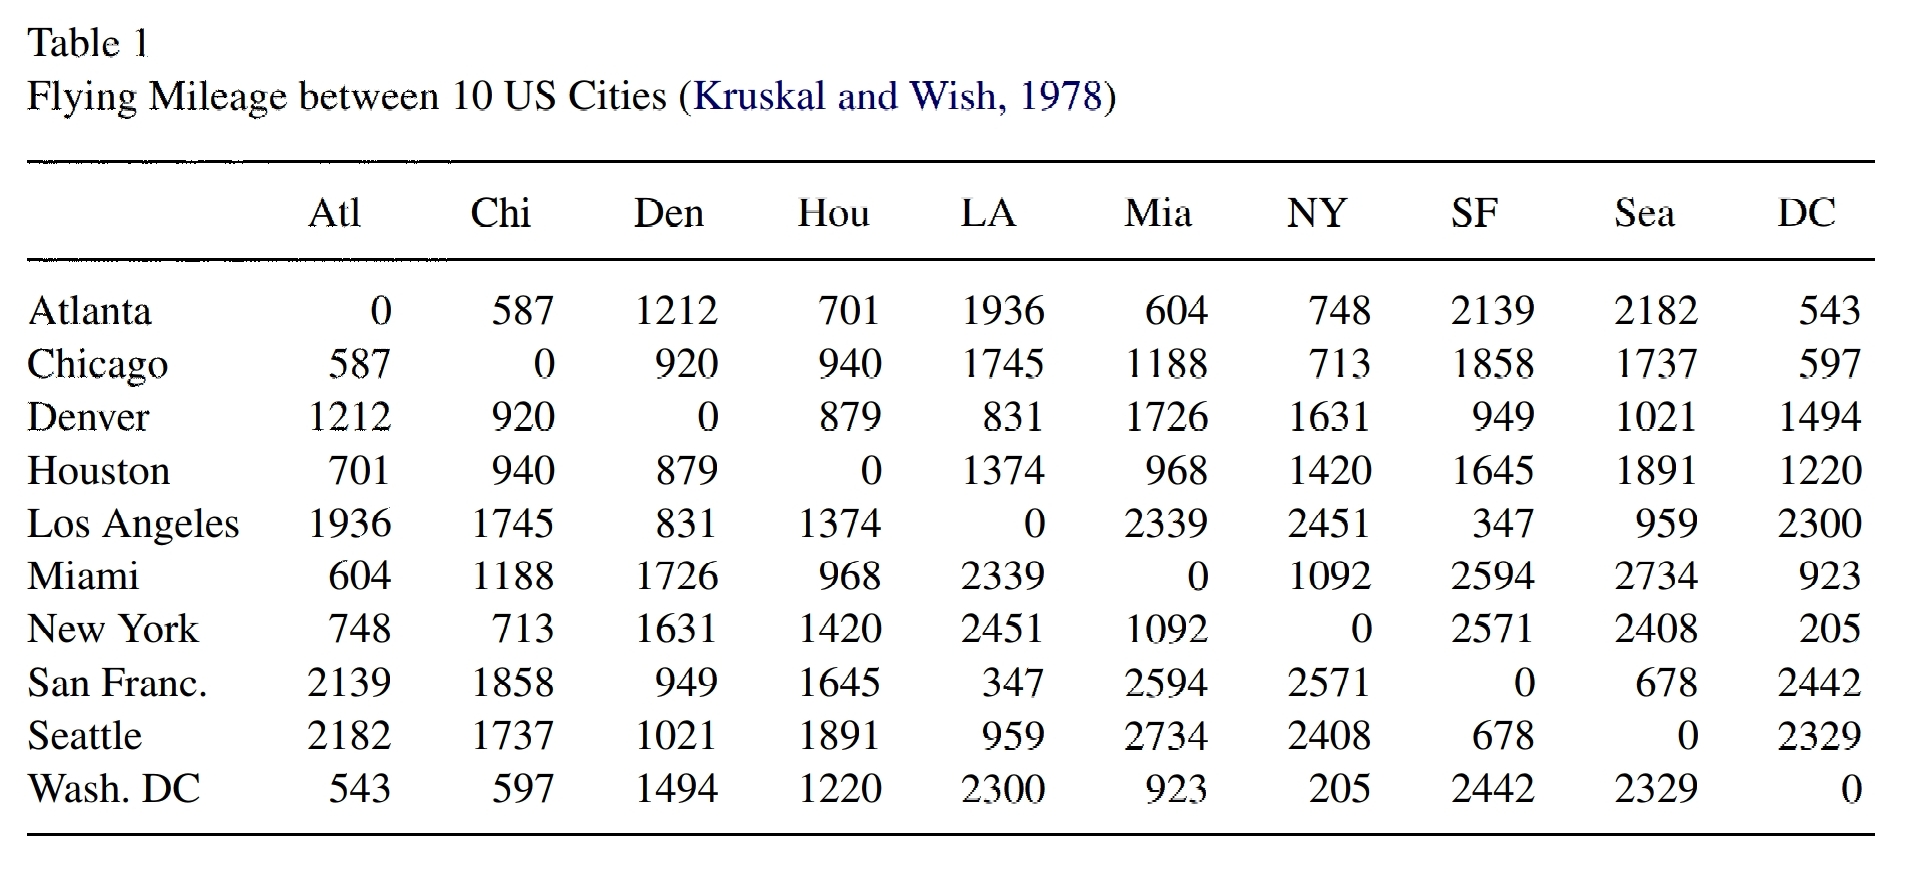 Table 1
Flying Mileage between 10 US Cities (Kruskal and Wish, 1978)
Atl Chi Den Hou LA Mia NY SF Sea DC
Atlanta 0 587 1212 701 1936 604 748 2139 2182 543
Chicago 587 0 920 940 1745 1188 713 1858 1737 597
Denver 1212 920 0 879 831 1726 1631 949 1021 1494
Houston 701 940 879 0 1374 968 1420 1645 1891 1220
Los Angeles 1936 1745 831 1374 0 2339 2451 347 959 2300
Miami 604 1188 1726 968 2339 0 1092 2594 2734 923
New York 748 713 1631 1420 2451 1092 0 2571 2408 205
San Franc. 2139 1858 949 1645 347 2594 2571 0 678 2442
Seattle 2182 1737 1021 1891 959 2734 2408 678 0 2329
Wash. DC 543 597 1494 1220 2300 923 205 2442 2329 0